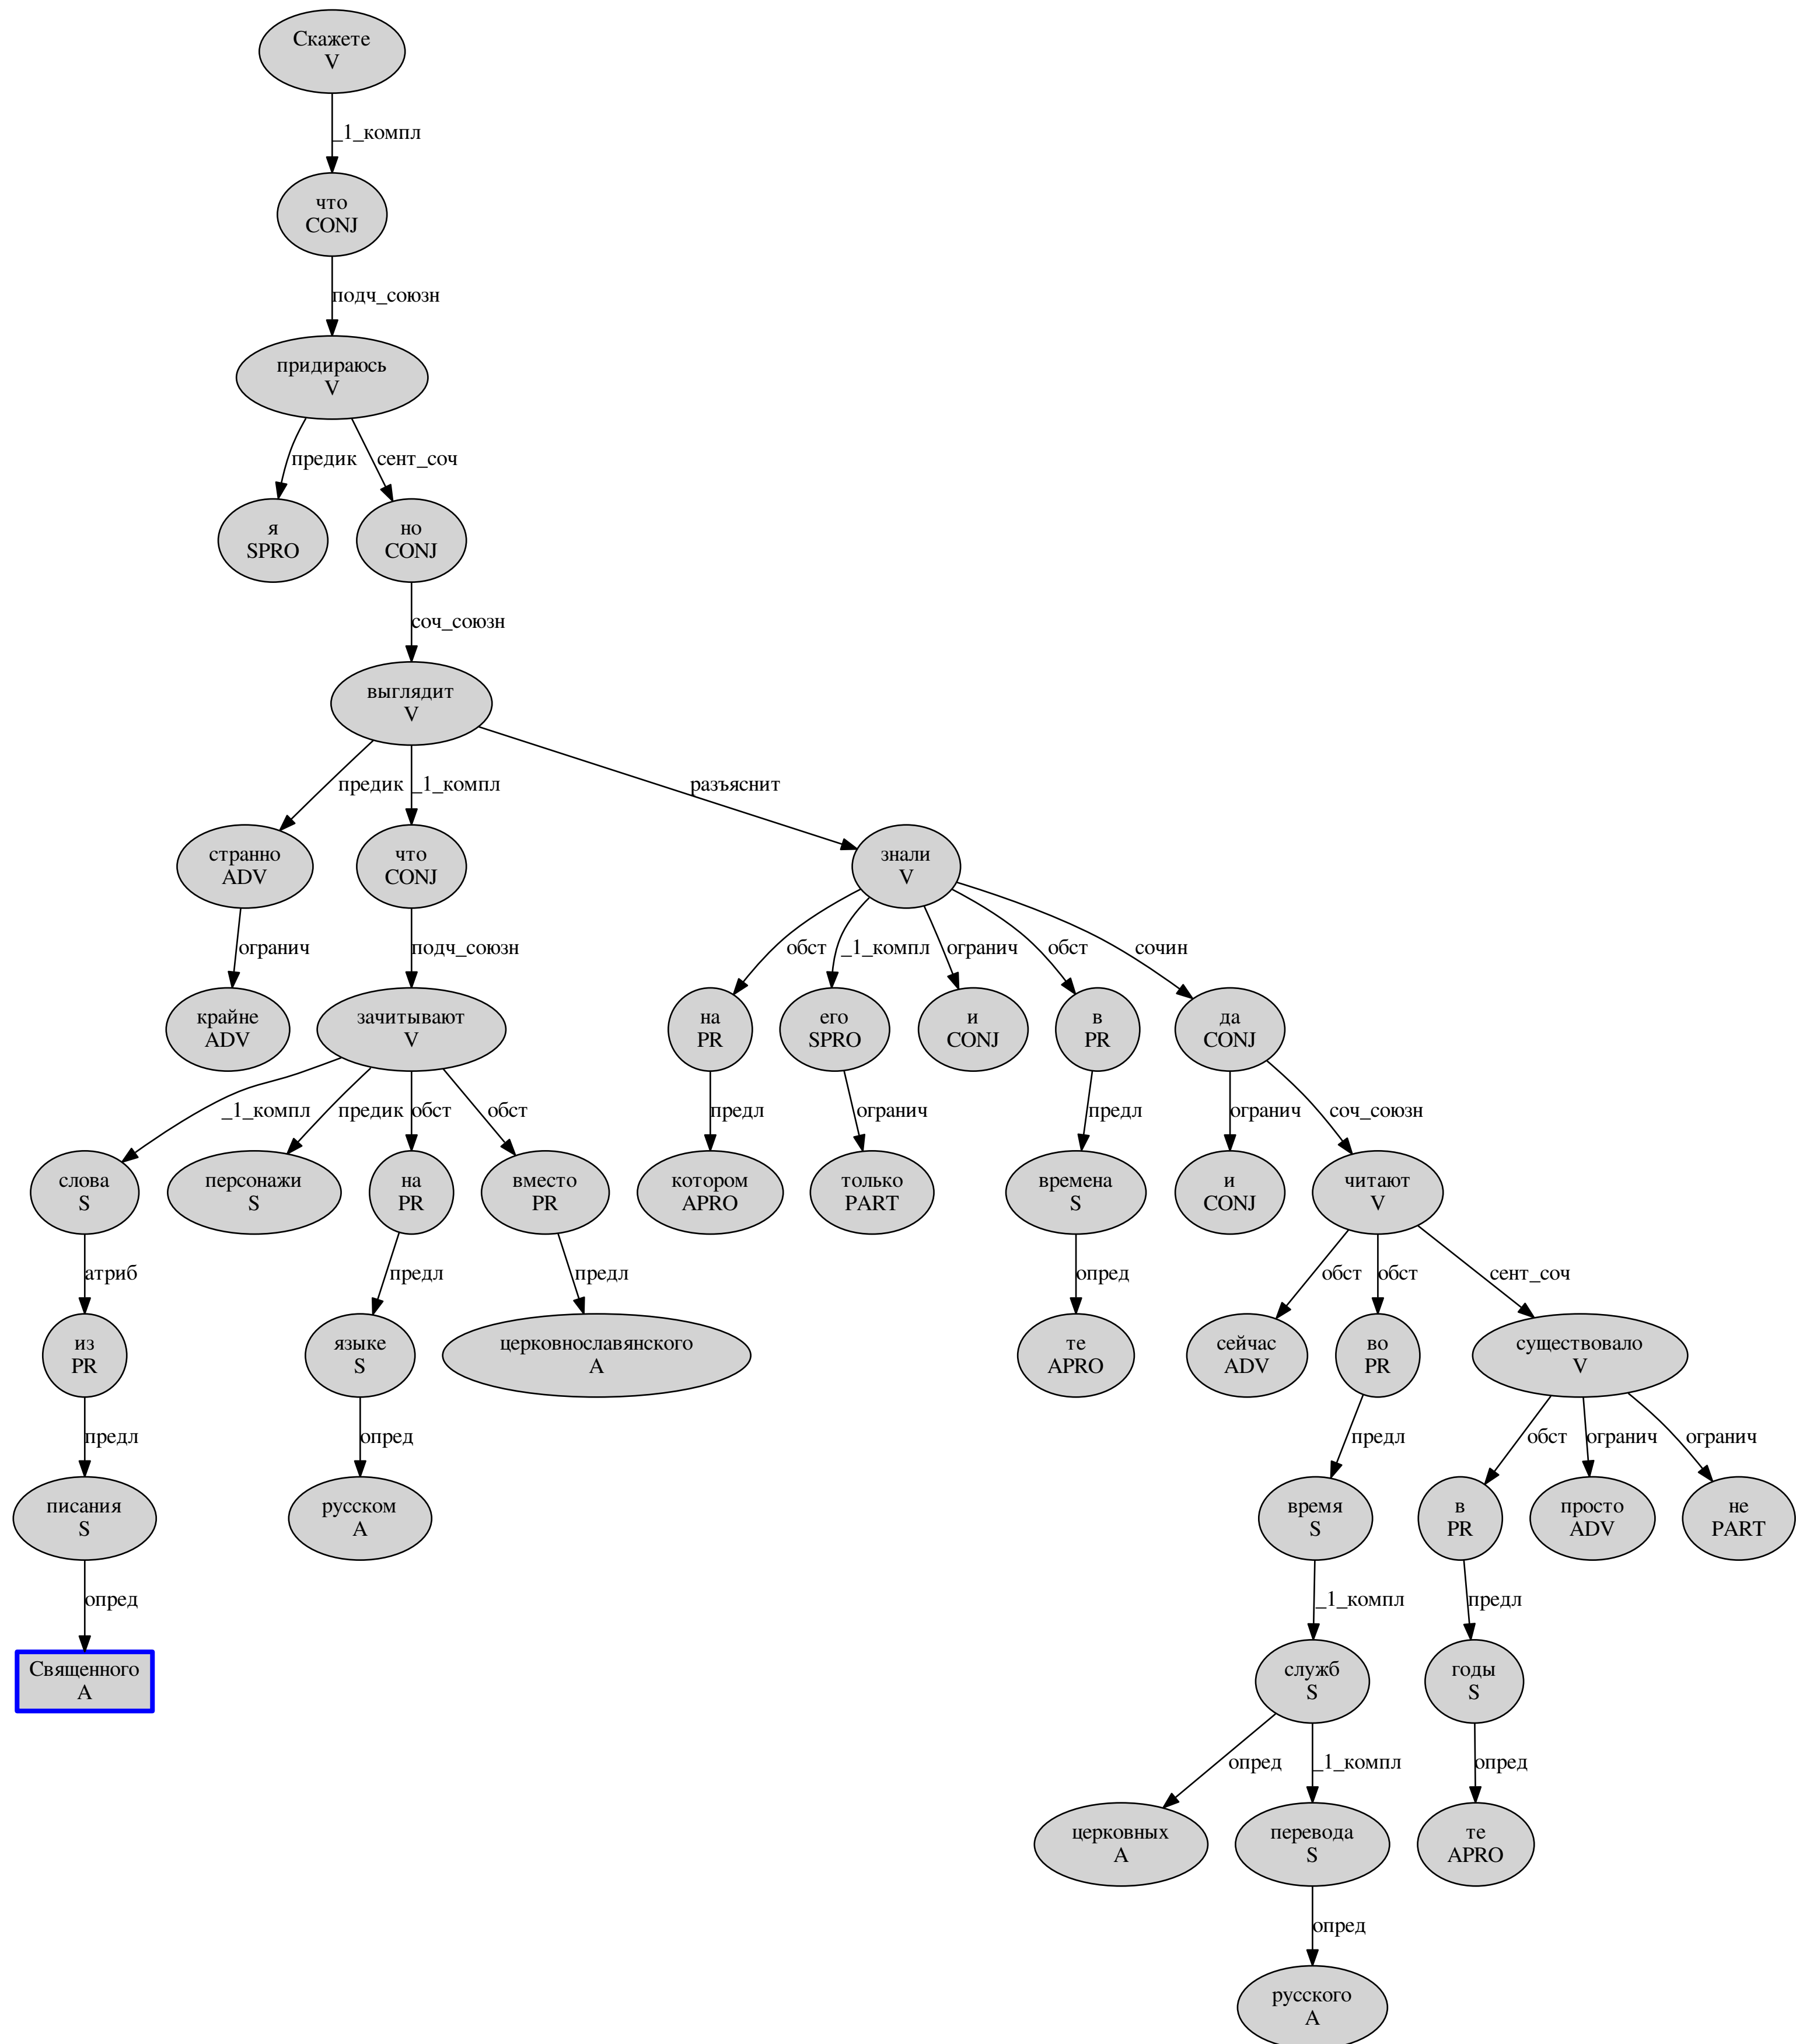 Скажете
V
_1_компл
что
CONJ
подч_союзн
придираюсь
V
предик
сент_соч
я
SPRO
но
CONJ
соч_союзн
выглядит
V
предик
_1_компл
разъяснит
странно
ADV
что
CONJ
знали
V
огранич
подч_союзн
обст
_1_компл
огранич
обст
сочин
крайне
ADV
зачитывают
V
на
PR
его
SPRO
и
CONJ
в
PR
да
CONJ
_1_компл
предик
обст
обст
предл
огранич
предл
огранич
соч_союзн
слова
S
персонажи
S
на
PR
вместо
PR
котором
APRO
только
PART
времена
S
и
CONJ
читают
V
атриб
предл
предл
опред
обст
обст
сент_соч
из
PR
языке
S
церковнославянского
A
те
APRO
сейчас
ADV
во
PR
существовало
V
предл
опред
предл
обст
огранич
огранич
писания
S
русском
A
время
S
в
PR
просто
ADV
не
PART
опред
_1_компл
предл
Священного
A
служб
S
годы
S
опред
_1_компл
опред
церковных
A
перевода
S
те
APRO
опред
русского
A